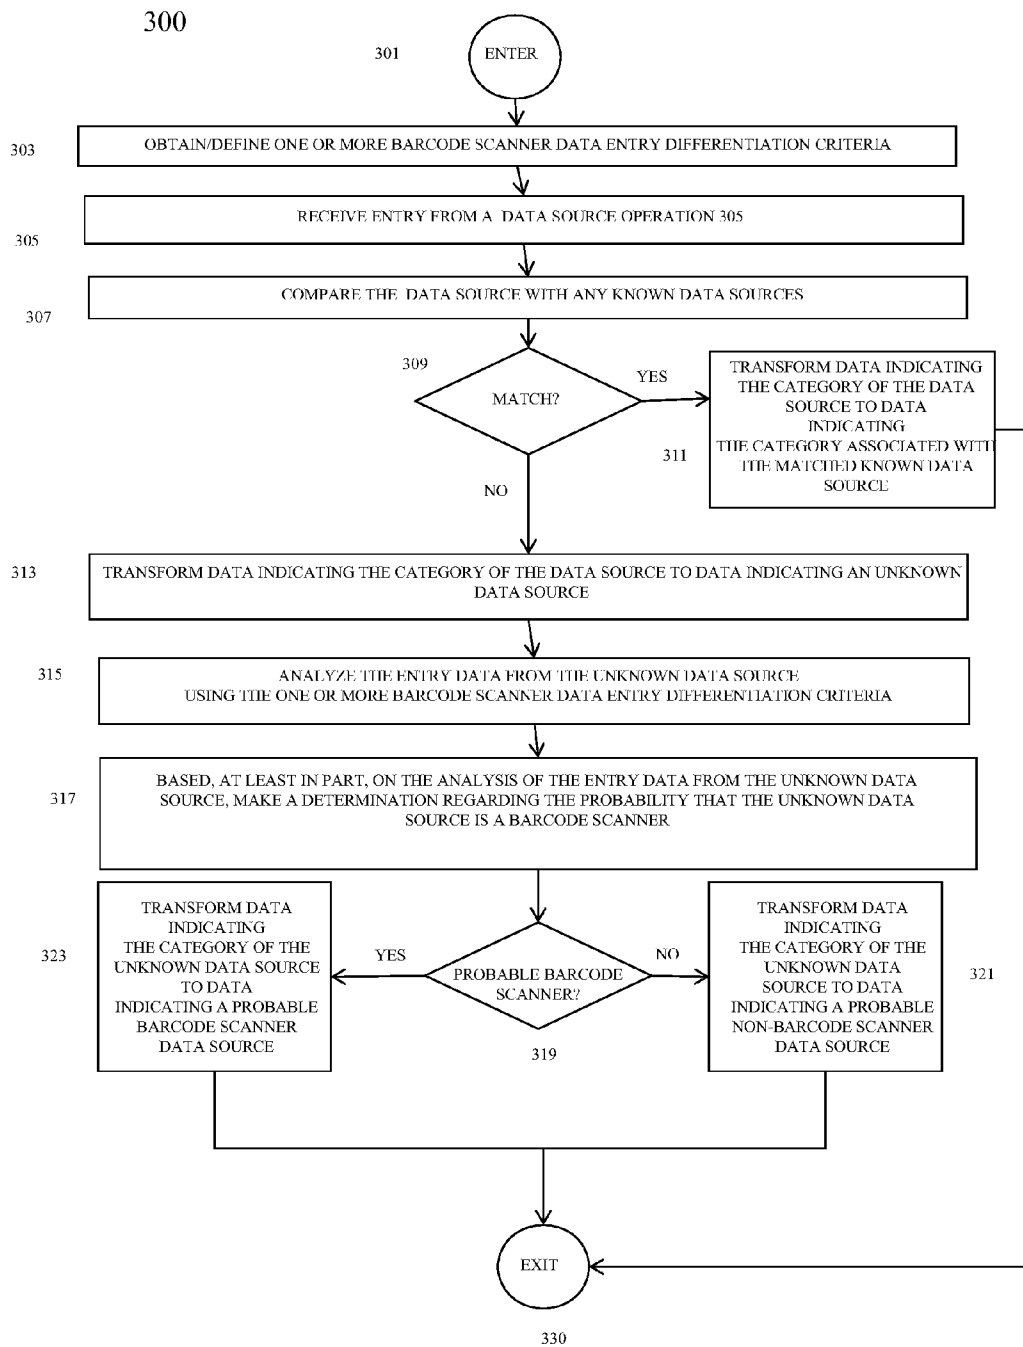 300
301
ENTER
303
OBTAIN/DEFINE ONE OR MORE BARCODE SCANNER DATA ENTRY DIFFERENTIATION CRITERIA
RECEIVE ENTRY FROM A DATA SOURCE OPERATION 305
305
COMPARE THE DATA SOURCE WITH ANY KNOWN DATA SOURCES
307
309
MATCH?
YES
TRANSFORM DATA INDICATING
THE CATEGORY OF THE DATA
SOURCE TO DATA
INDICATING
THE CATEGORY ASSOCIATED WITH
THE MATCHED KNOWN DATA
SOURCE
311
NO
313
TRANSFORM DATA INDICATING THE CATEGORY OF THE DATA SOURCE TO DATA INDICATING AN UNKNOWN
DATA SOURCE
315
ANALYZE THE ENTRY DATA FROM THE UNKNOWN DATA SOURCE
USING THE ONE OR MORE BARCODE SCANNER DATA ENTRY DIFFERENTIATION CRITERIA
317
BASED, AT LEAST IN PART, ON THE ANALYSIS OF THE ENTRY DATA FROM THE UNKNOWN DATA
SOURCE, MAKE A DETERMINATION REGARDING THE PROBABILITY THAT THE UNKNOWN DATA
SOURCE IS A BARCODE SCANNER
323
TRANSFORM DATA
INDICATING
THE CATEGORY OF THE
UNKNOWN DATA SOURCE
TO DATA
INDICATING A PROBABLE
BARCODE SCANNER
DATA SOURCE
YES
PROBABLE BARCODE
SCANNER?
NO
319
TRANSFORM DATA
INDICATING
THE CATEGORY OF THE
UNKNOWN DATA
SOURCE TO DATA
INDICATING A PROBABLE
NON-BARCODE SCANNER
DATA SOURCE
321
EXIT
330